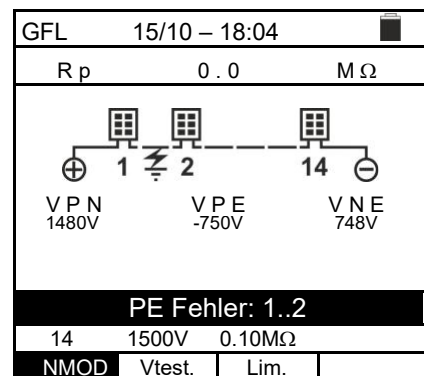 GFL 15/10 – 18:04
R p 0 . 0 M Ω
1 2 14
V P N V P E V N E
1480V -750V 748V
PE Fehler: 1..2
14 1500V 0.10MΩ
NMOD Vtest. Lim.